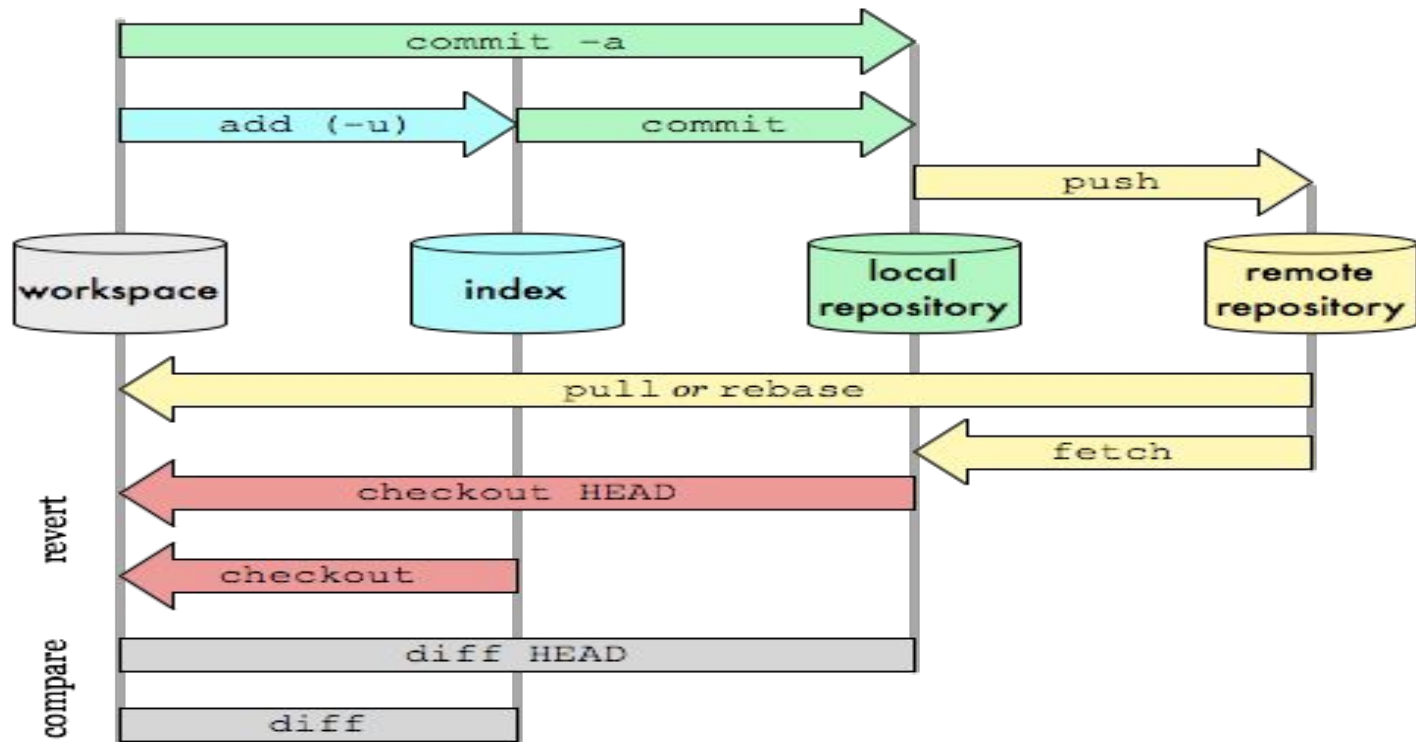 commit -a
add (-u)
commit
push
workspace
index
local
repository
remote
repository
pull or rebase
fetch
revert
checkout HEAD
checkout
compare
diff HEAD
diff